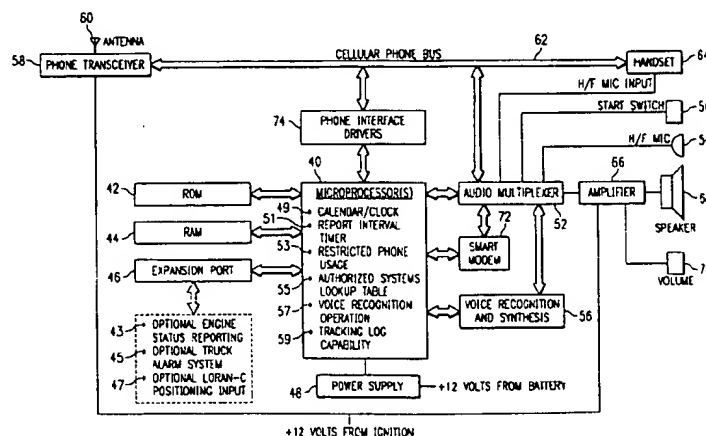 60
ANTENNA
58
PHONE TRANSCEIVER
CELLULAR PHONE BUS
62
HANDSET
64
H/F MIC INPUT
START SWITCH
H/F MIC
74
PHONE INTERFACE
DRIVERS
40
MICROPROCESSOR(S)
49 CALENDAR/CLOCK
51 REPORT INTERVAL
TIMER
53 RESTRICTED PHONE
USAGE
55 AUTHORIZED SYSTEMS
LOOKUP TABLE
57 VOICE RECOGNITION
OPERATION
59 TRACKING LOG
CAPABILITY
42
ROM
44
RAM
46
EXPANSION PORT
43 OPTIONAL ENGINE
STATUS REPORTING
45 OPTIONAL TRUCK
ALARM SYSTEM
47 OPTIONAL LORAN-C
POSITIONING INPUT
AUDIO MULTIPLEXER
52
66
AMPLIFIER
SPEAKER
VOLUME
72
SMART
MODEM
VOICE RECOGNITION
AND SYNTHESIS
56
48
POWER SUPPLY
+12 VOLTS FROM BATTERY
+12 VOLTS FROM IGNITION